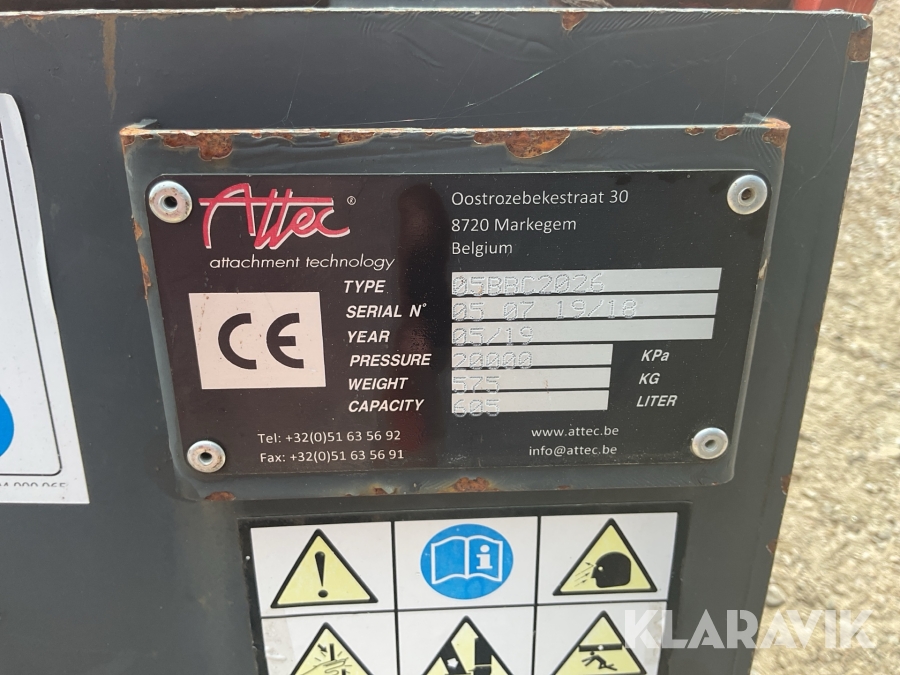 Attec®
attachment technology
Oostrozebekestraat 30
8720 Markegem
Belgium
TYPE 05BBC2026
SERIAL N° 05 07 19/18
YEAR 05/19
PRESSURE 20000 KPa
WEIGHT 575 KG
CAPACITY 605 LITER
CE
Tel: +32(0)51 63 56 92
Fax: +32(0)51 63 56 91
www.attec.be
info@attec.be
KLARAVIK